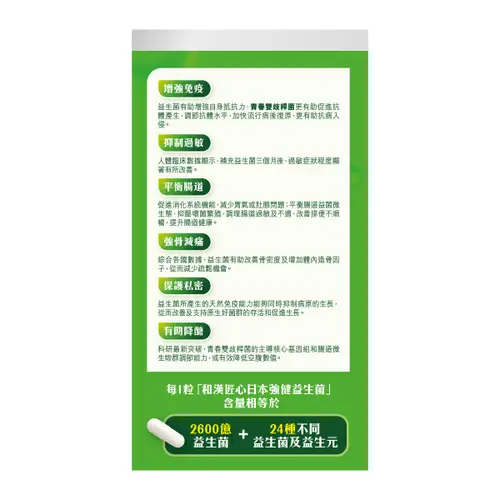 增強免疫
益生菌有助增強自身抵抗力，青春雙歧桿菌更有助促進抗
體產生、調節抗體水平，加快流行病後復原，更有助抗病入
侵。
抑制過敏
人體臨床數據顯示，補充益生菌三個月後，過敏症狀程度顯
著有所改善。
平衡腸道
促進消化系統機能，減少胃氣或肚脹問題；平衡腸道益菌微
生態，抑壓壞菌繁殖，調理腸道過敏及不適，改善排便不順
暢，提升腸道健康。
強骨減痛
綜合各國數據，益生菌有助改善骨密度及增加體內造骨因
子，從而減少疏鬆機會。
保護私密
益生菌所產生的天然免疫能力能夠同時抑制病原的生長，
從而改善及支持原生好菌群的存活和促進生長。
有助降醣
科研最新突破，青春雙歧桿菌的主導核心基因組和腸道微
生物群調節能力，或有效降低空腹數值。
每1粒「和漢匠心日本強健益生菌」
含量相等於
2600億
益生菌
+
24種不同
益生菌及益生元